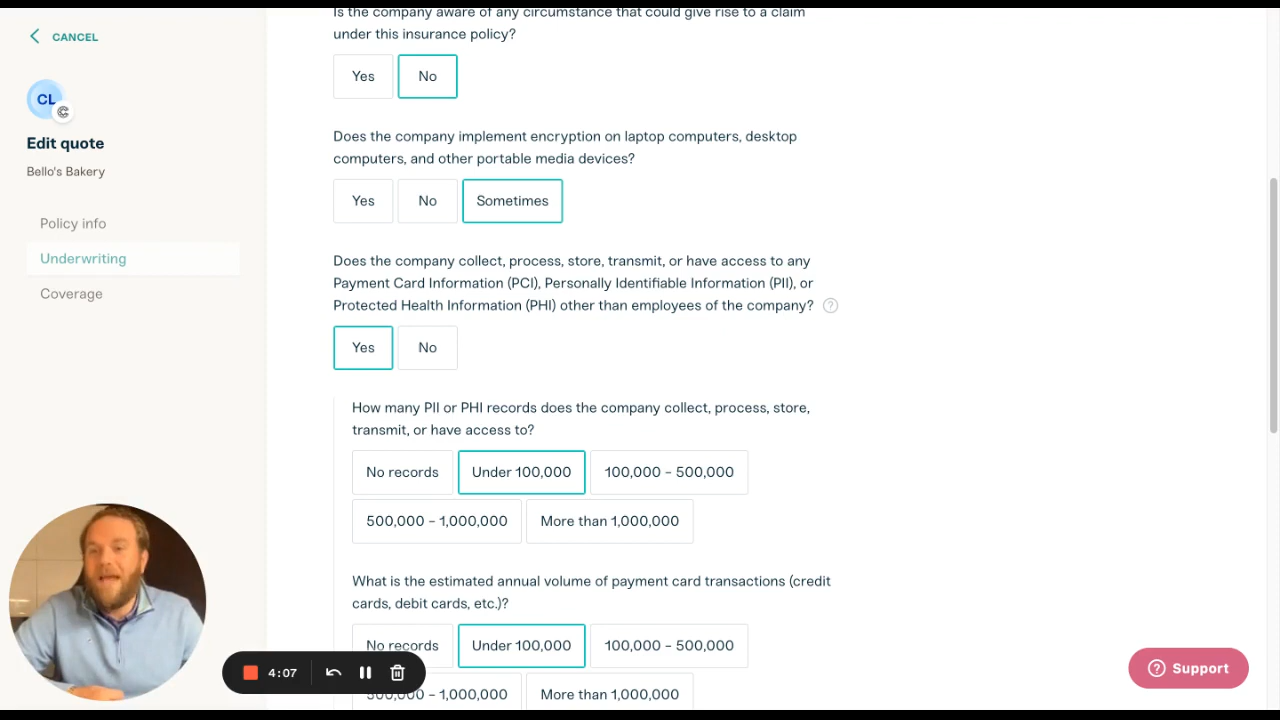 CANCEL
CL
C
Edit quote
Bello's Bakery
Policy info
Underwriting
Coverage
Is the company aware of any circumstance that could give rise to a claim
under this insurance policy?
Yes No
Does the company implement encryption on laptop computers, desktop
computers, and other portable media devices?
Yes No Sometimes
Does the company collect, process, store, transmit, or have access to any
Payment Card Information (PCI), Personally Identifiable Information (PII), or
Protected Health Information (PHI) other than employees of the company? ?
Yes No
How many PII or PHI records does the company collect, process, store,
transmit, or have access to?
No records Under 100,000 100,000 - 500,000
500,000 - 1,000,000 More than 1,000,000
What is the estimated annual volume of payment card transactions (credit
cards, debit cards, etc.)?
No records Under 100,000 100,000 - 500,000
500,000 - 1,000,000 More than 1,000,000
4:07
? Support